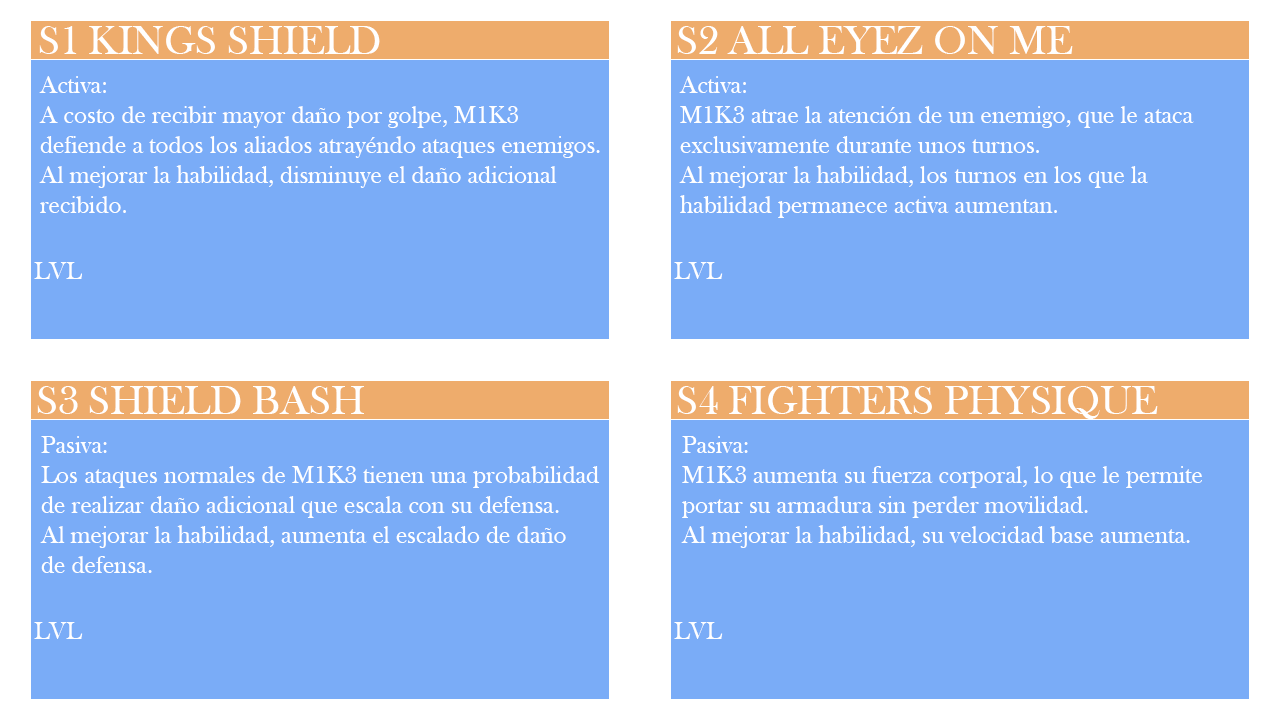 S1 KINGS SHIELD
Activa:
A costo de recibir mayor daño por golpe, M1K3
defiende a todos los aliados atrayéndo ataques enemigos.
Al mejorar la habilidad, disminuye el daño adicional
recibido.
LVL
S2 ALL EYEZ ON ME
Activa:
M1K3 atrae la atención de un enemigo, que le ataca
exclusivamente durante unos turnos.
Al mejorar la habilidad, los turnos en los que la
habilidad permanece activa aumentan.
LVL
S3 SHIELD BASH
Pasiva:
Los ataques normales de M1K3 tienen una probabilidad
de realizar daño adicional que escala con su defensa.
Al mejorar la habilidad, aumenta el escalado de daño
de defensa.
LVL
S4 FIGHTERS PHYSIQUE
Pasiva:
M1K3 aumenta su fuerza corporal, lo que le permite
portar su armadura sin perder movilidad.
Al mejorar la habilidad, su velocidad base aumenta.
LVL